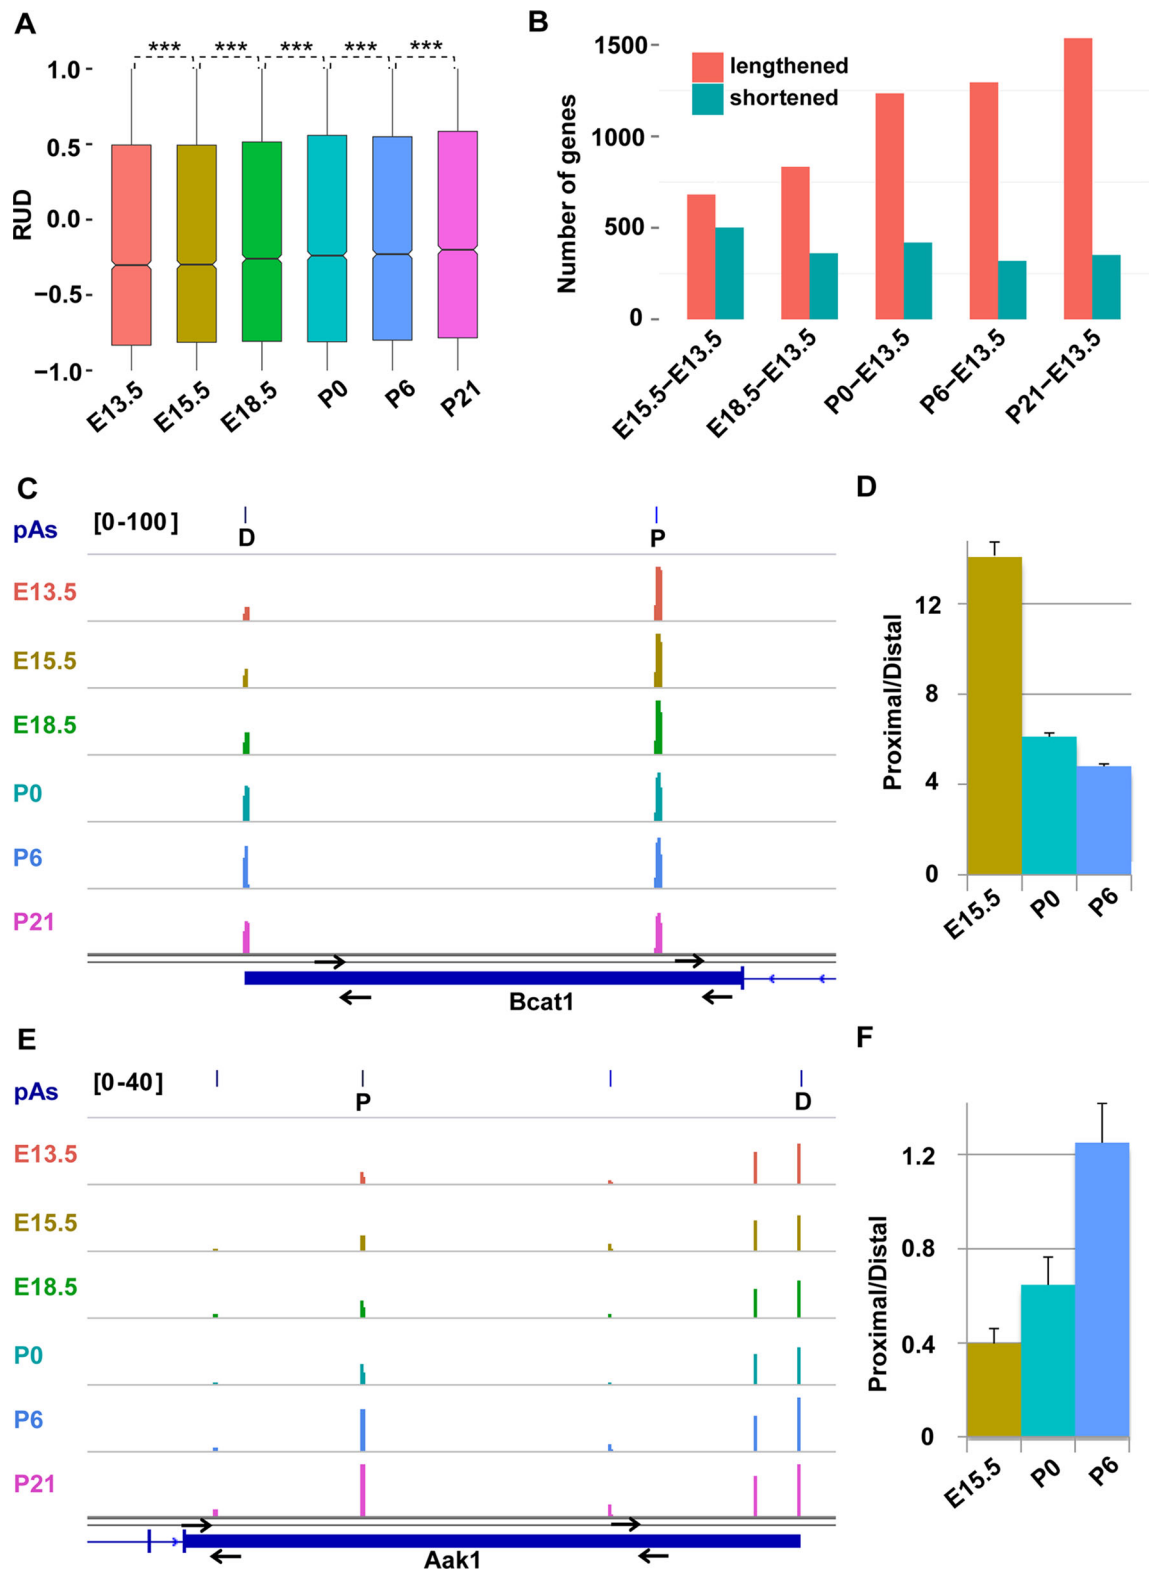 A
*** *** *** *** ***
RUD
1.0
0.5
0.0
−0.5
−1.0
E13.5
E15.5
E18.5
P0
P6
P21
B
Number of genes
1500
1000
500
0
lengthened
shortened
E15.5−E13.5
E18.5−E13.5
P0−E13.5
P6−E13.5
P21−E13.5
C
pAs
[0-100]
D
P
E13.5
E15.5
E18.5
P0
P6
P21
Bcat1
D
Proximal/Distal
12
8
4
0
E15.5
P0
P6
E
pAs
[0-40]
P
D
E13.5
E15.5
E18.5
P0
P6
P21
Aak1
F
Proximal/Distal
1.2
0.8
0.4
0
E15.5
P0
P6